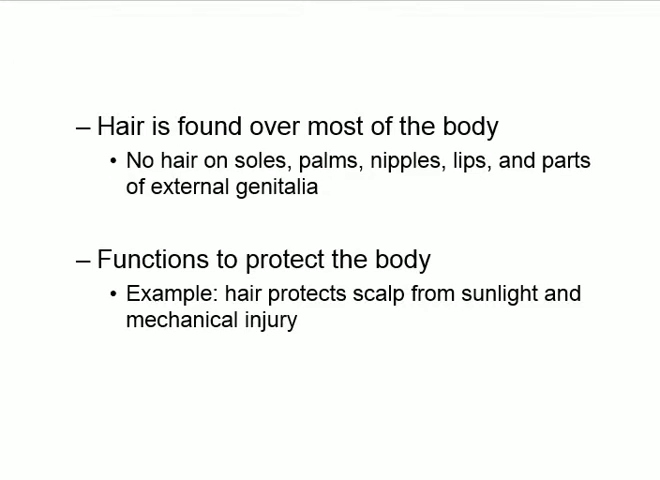 – Hair is found over most of the body
• No hair on soles, palms, nipples, lips, and parts
of external genitalia
– Functions to protect the body
• Example: hair protects scalp from sunlight and
mechanical injury